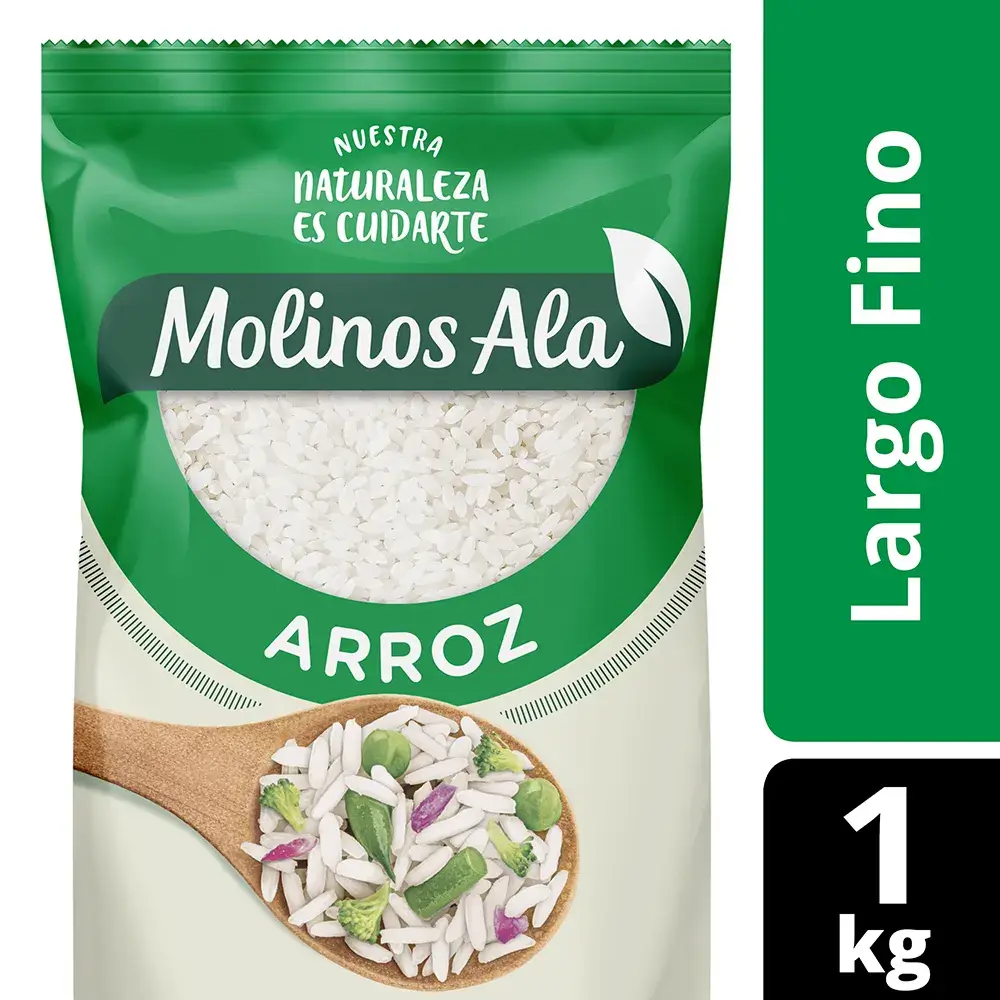 NUESTRA
NATURALEZA
ES CUIDARTE
Molinos Ala
ARROZ
Largo Fino
1
kg